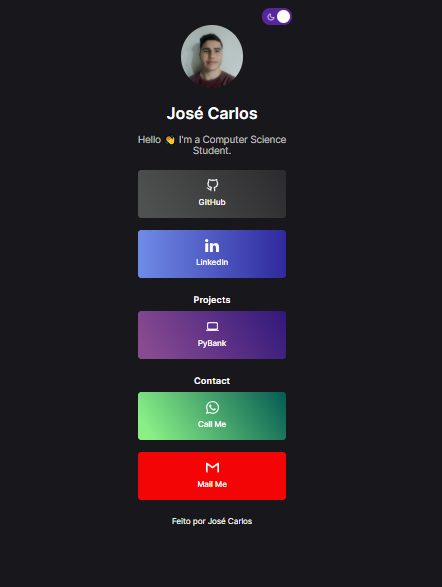 José Carlos
Hello 👋 I'm a Computer Science
Student.
GitHub
LinkedIn
Projects
PyBank
Contact
Call Me
Mail Me
Feito por José Carlos